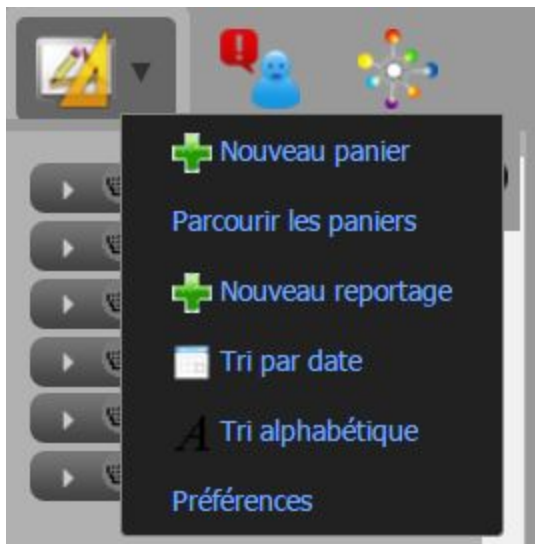 Nouveau panier
Parcourir les paniers
Nouveau reportage
Tri par date
Tri alphabétique
Préférences